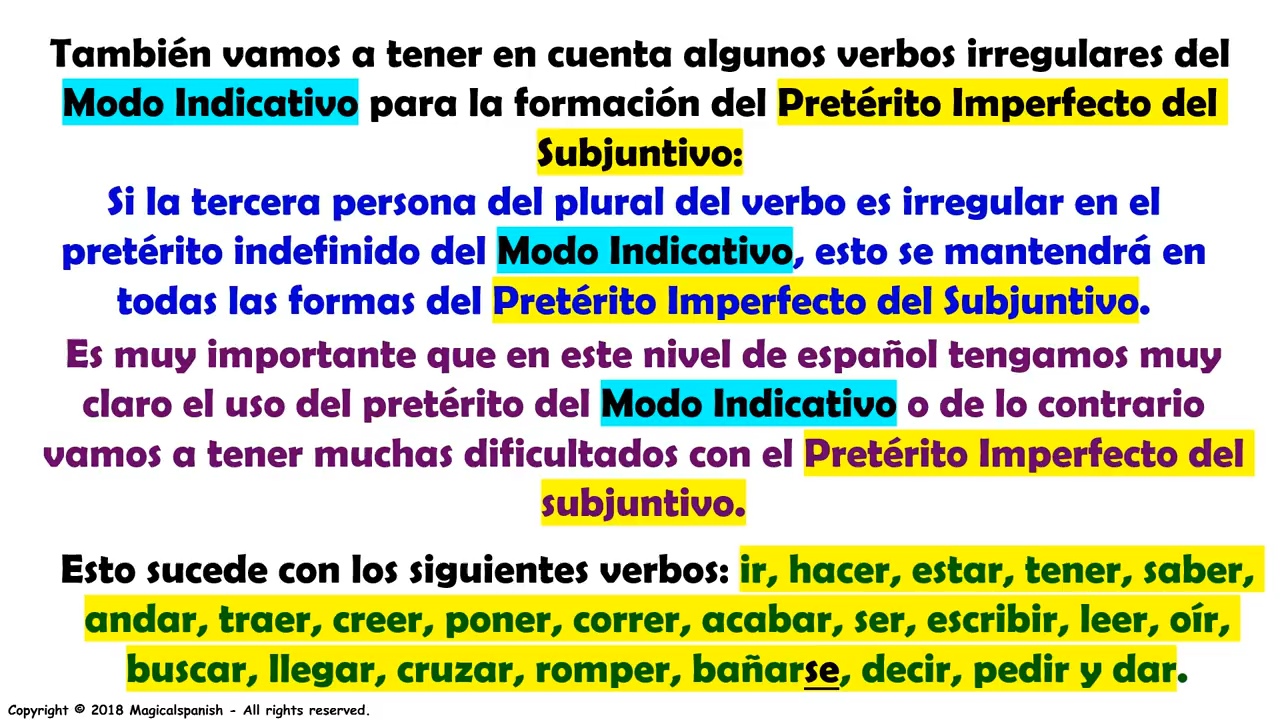 También vamos a tener en cuenta algunos verbos irregulares del
Modo Indicativo para la formación del Pretérito Imperfecto del
Subjuntivo:
Si la tercera persona del plural del verbo es irregular en el
pretérito indefinido del Modo Indicativo, esto se mantendrá en
todas las formas del Pretérito Imperfecto del Subjuntivo.
Es muy importante que en este nivel de español tengamos muy
claro el uso del pretérito del Modo Indicativo o de lo contrario
vamos a tener muchas dificultados con el Pretérito Imperfecto del
subjuntivo.
Esto sucede con los siguientes verbos: ir, hacer, estar, tener, saber,
andar, traer, creer, poner, correr, acabar, ser, escribir, leer, oír,
buscar, llegar, cruzar, romper, bañarse, decir, pedir y dar.
Copyright © 2018 Magicalspanish - All rights reserved.